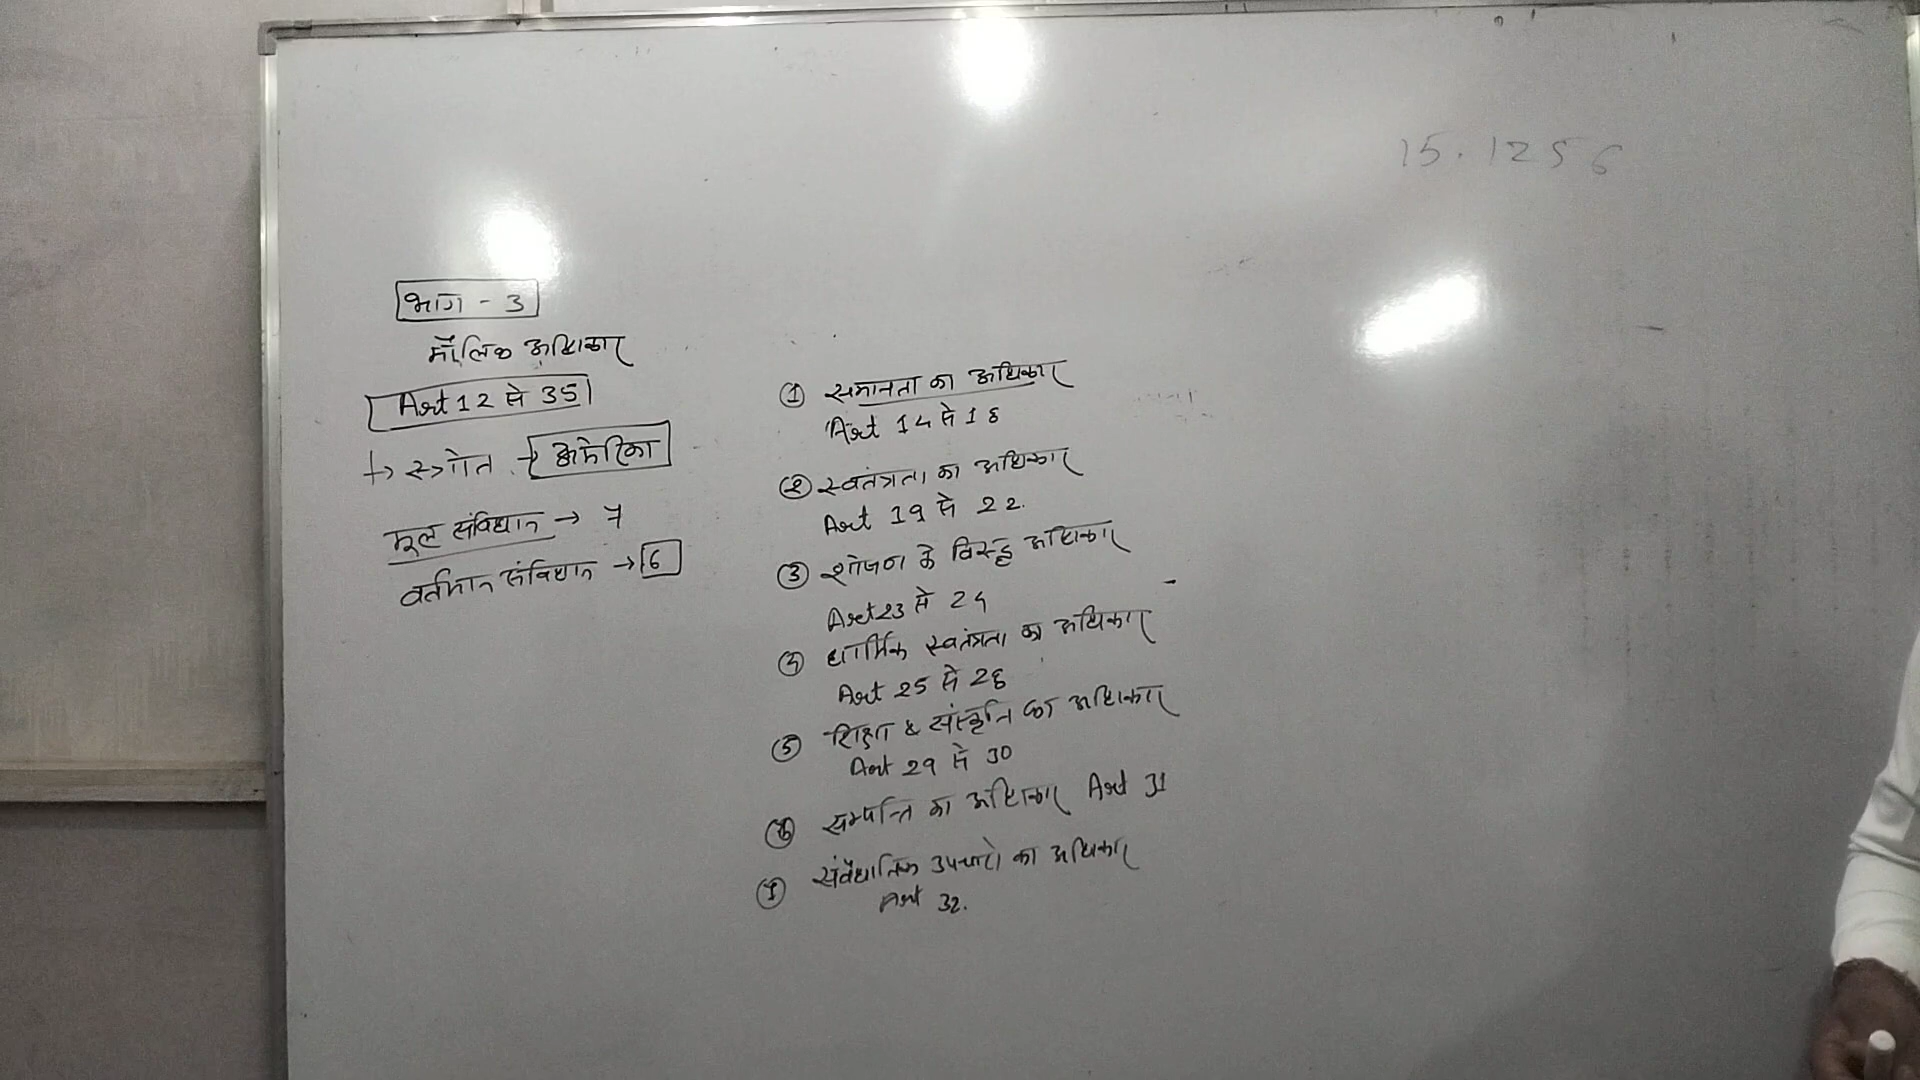 भाग - 3
मौलिक अधिकार
Art 12 से 35
↳ स्त्रोत → अमेरिका
मूल संविधान → 7
वर्तमान संविधान → 6
① समानता का अधिकार
Art 14 से 18
② स्वतंत्रता का अधिकार
Art 19 से 22.
③ शोषण के विरूद्ध अधिकार
Art 23 से 24
④ धार्मिक स्वतंत्रता का अधिकार
Art 25 से 28
⑤ शिक्षा & संस्कृति का अधिकार
Art 29 से 30
⑥ सम्पत्ति का अधिकार Art 31
⑦ संवैधानिक उपचारो का अधिकार
Art 32.
15.1256